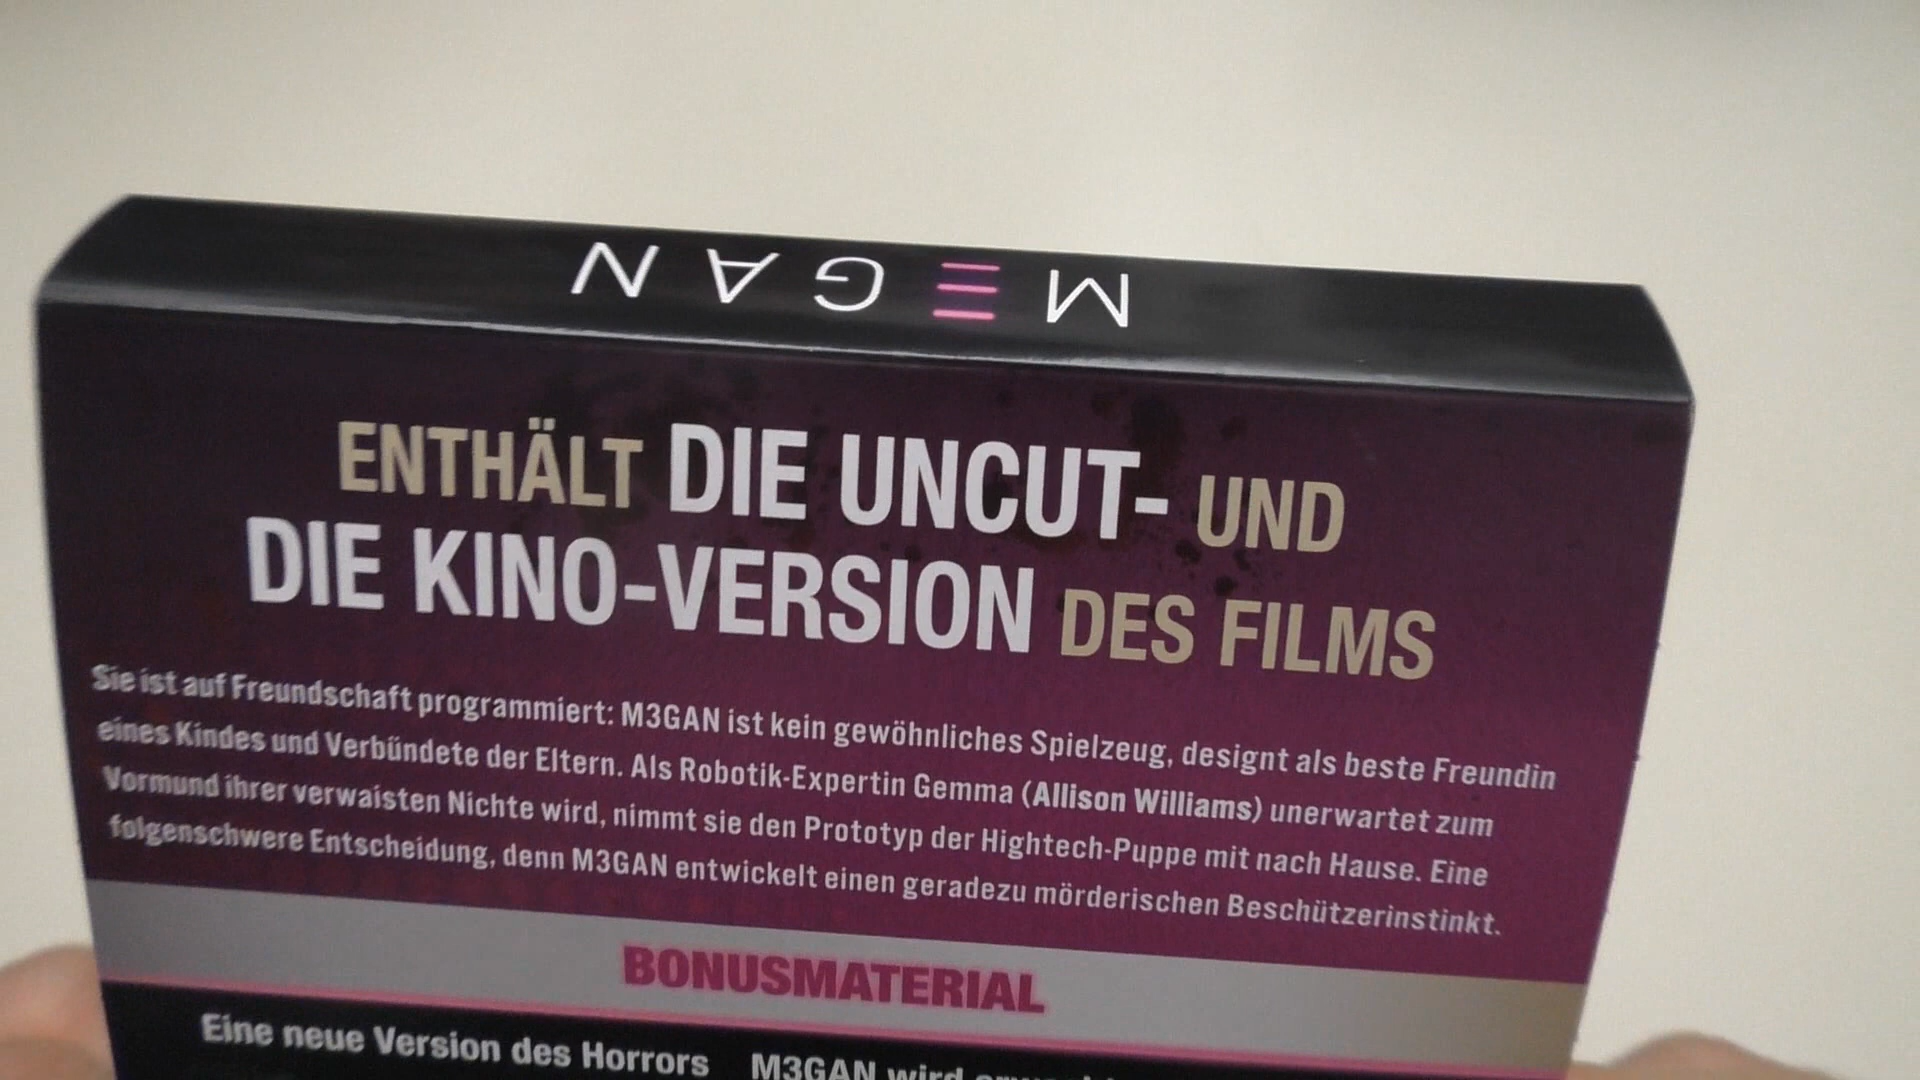 MEGAN
ENTHÄLT DIE UNCUT- UND
DIE KINO-VERSION DES FILMS
Sie ist auf Freundschaft programmiert: M3GAN ist kein gewöhnliches Spielzeug, designt als beste Freundin
eines Kindes und Verbündete der Eltern. Als Robotik-Expertin Gemma (Allison Williams) unerwartet zum
Vormund ihrer verwaisten Nichte wird, nimmt sie den Prototyp der Hightech-Puppe mit nach Hause. Eine
folgenschwere Entscheidung, denn M3GAN entwickelt einen geradezu mörderischen Beschützerinstinkt.
BONUSMATERIAL
Eine neue Version des Horrors M3GAN wird